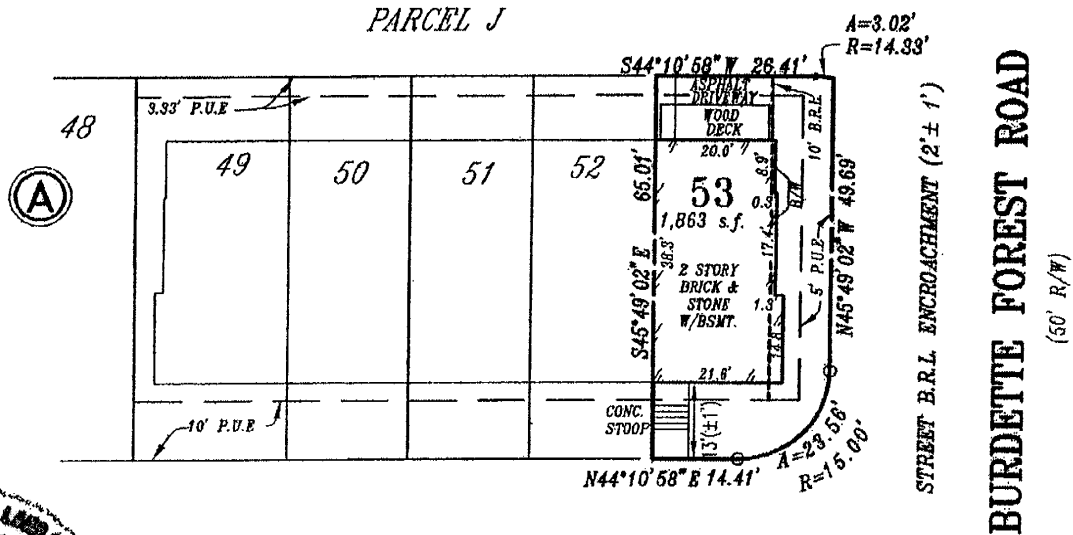 PARCEL J
A=3.02'
R=14.33'
S44°10'58" W 26.41'
3.33' P.U.E
ASPHALT
DRIVEWAY
WOOD
DECK
10' B.R.L
48
49
50
51
52
20.0'
8.9'
A
53
1,863 s.f.
0.3
B/W
65.01'
S45°49'02" E
38.3'
17.4
2 STORY
BRICK &
STONE
W/BSMT.
1.3
14.8
5' P.U.E
N45°49'02" W 49.69'
21.6'
10' P.U.E
CONC.
STOOP
13'(±1')
A=23.56'
R=15.00'
N44°10'58" E 14.41'
STREET B.R.L. ENCROACHMENT (2'± 1')
BURDETTE FOREST ROAD
(60' R/W)